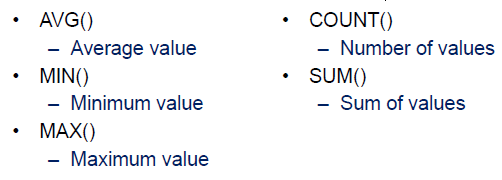 • AVG()
– Average value
• MIN()
– Minimum value
• MAX()
– Maximum value
• COUNT()
– Number of values
• SUM()
– Sum of values